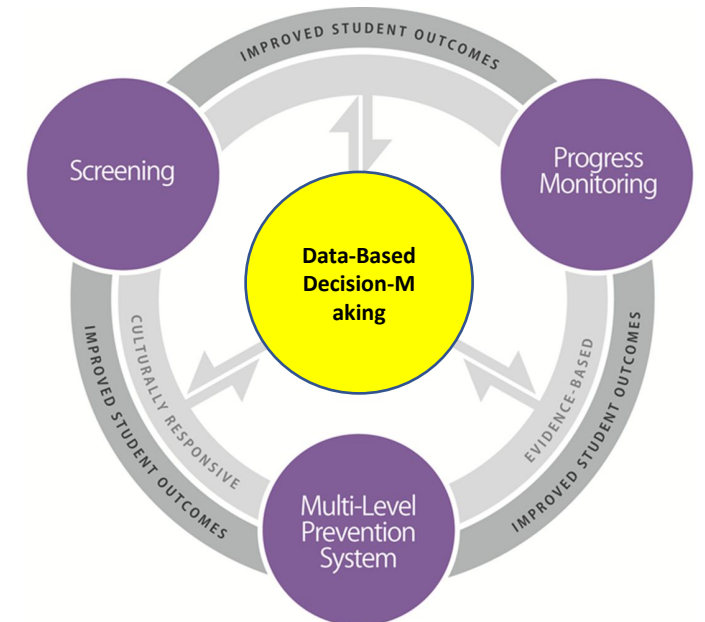 IMPROVED STUDENT OUTCOMES
Screening
Progress
Monitoring
Data-Based
Decision-M
aking
IMPROVED STUDENT OUTCOMES
CULTURALLY RESPONSIVE
EVIDENCE-BASED
IMPROVED STUDENT OUTCOMES
Multi-Level
Prevention
System